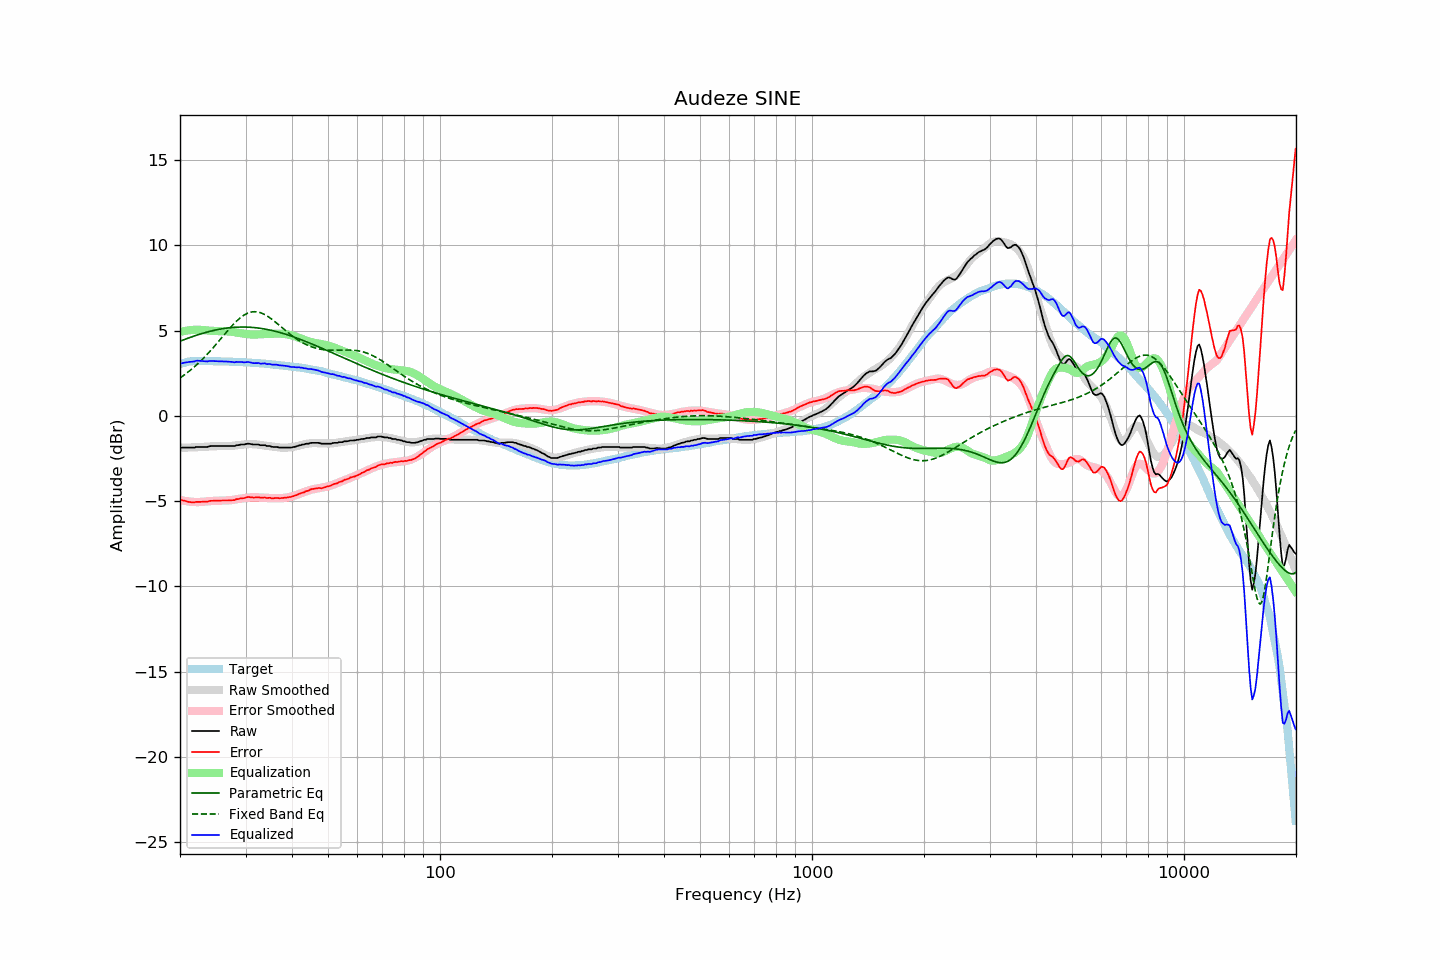 Audeze SINE
15
10
5
0
−5
−10
−15
−20
−25
Amplitude (dBr)
Target
Raw Smoothed
Error Smoothed
Raw
Error
Equalization
Parametric Eq
Fixed Band Eq
Equalized
100
1000
10000
Frequency (Hz)